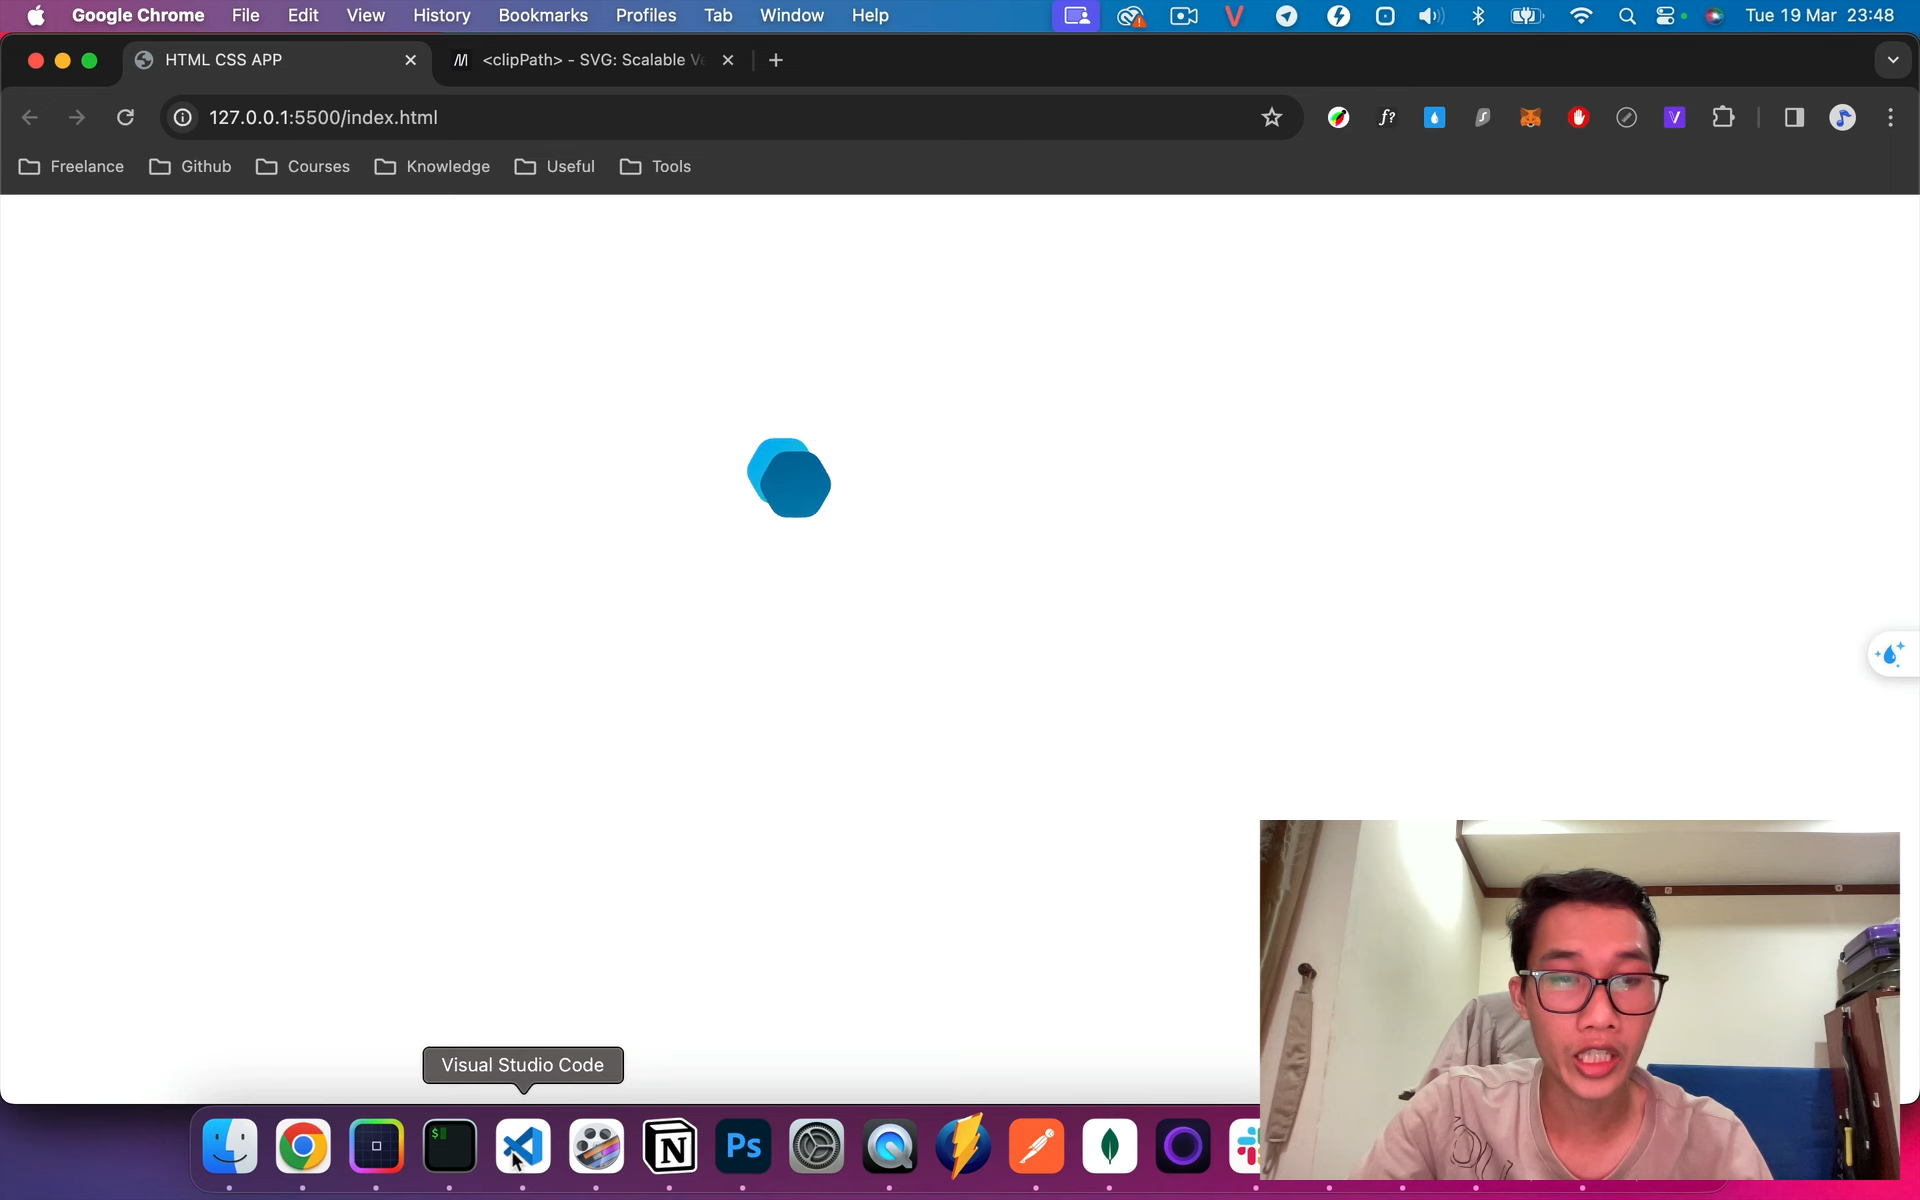 Google Chrome File Edit View History Bookmarks Profiles Tab Window Help Tue 19 Mar 23:48
HTML CSS APP <clipPath> - SVG: Scalable Ve
127.0.0.1:5500/index.html
Freelance Github Courses Knowledge Useful Tools
Visual Studio Code
$
N
Ps